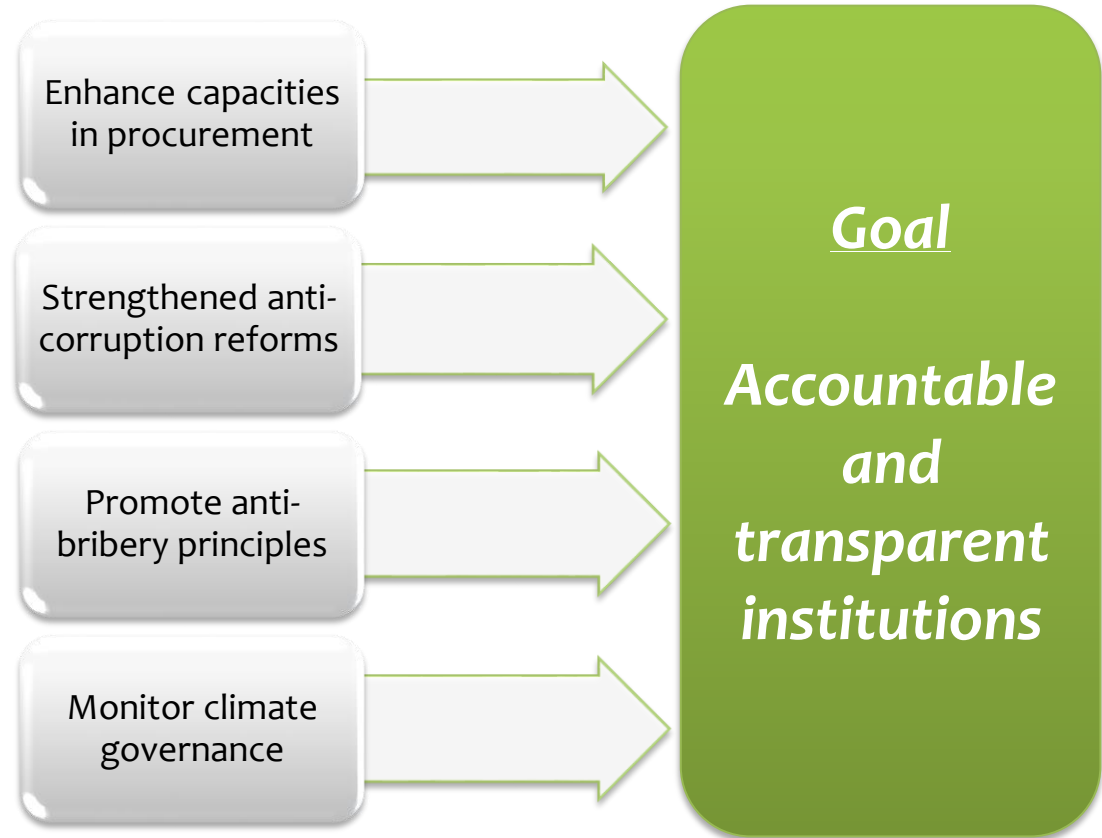 Enhance capacities
in procurement
Strengthened anti-
corruption reforms
Promote anti-
bribery principles
Monitor climate
governance
Goal
Accountable
and
transparent
institutions